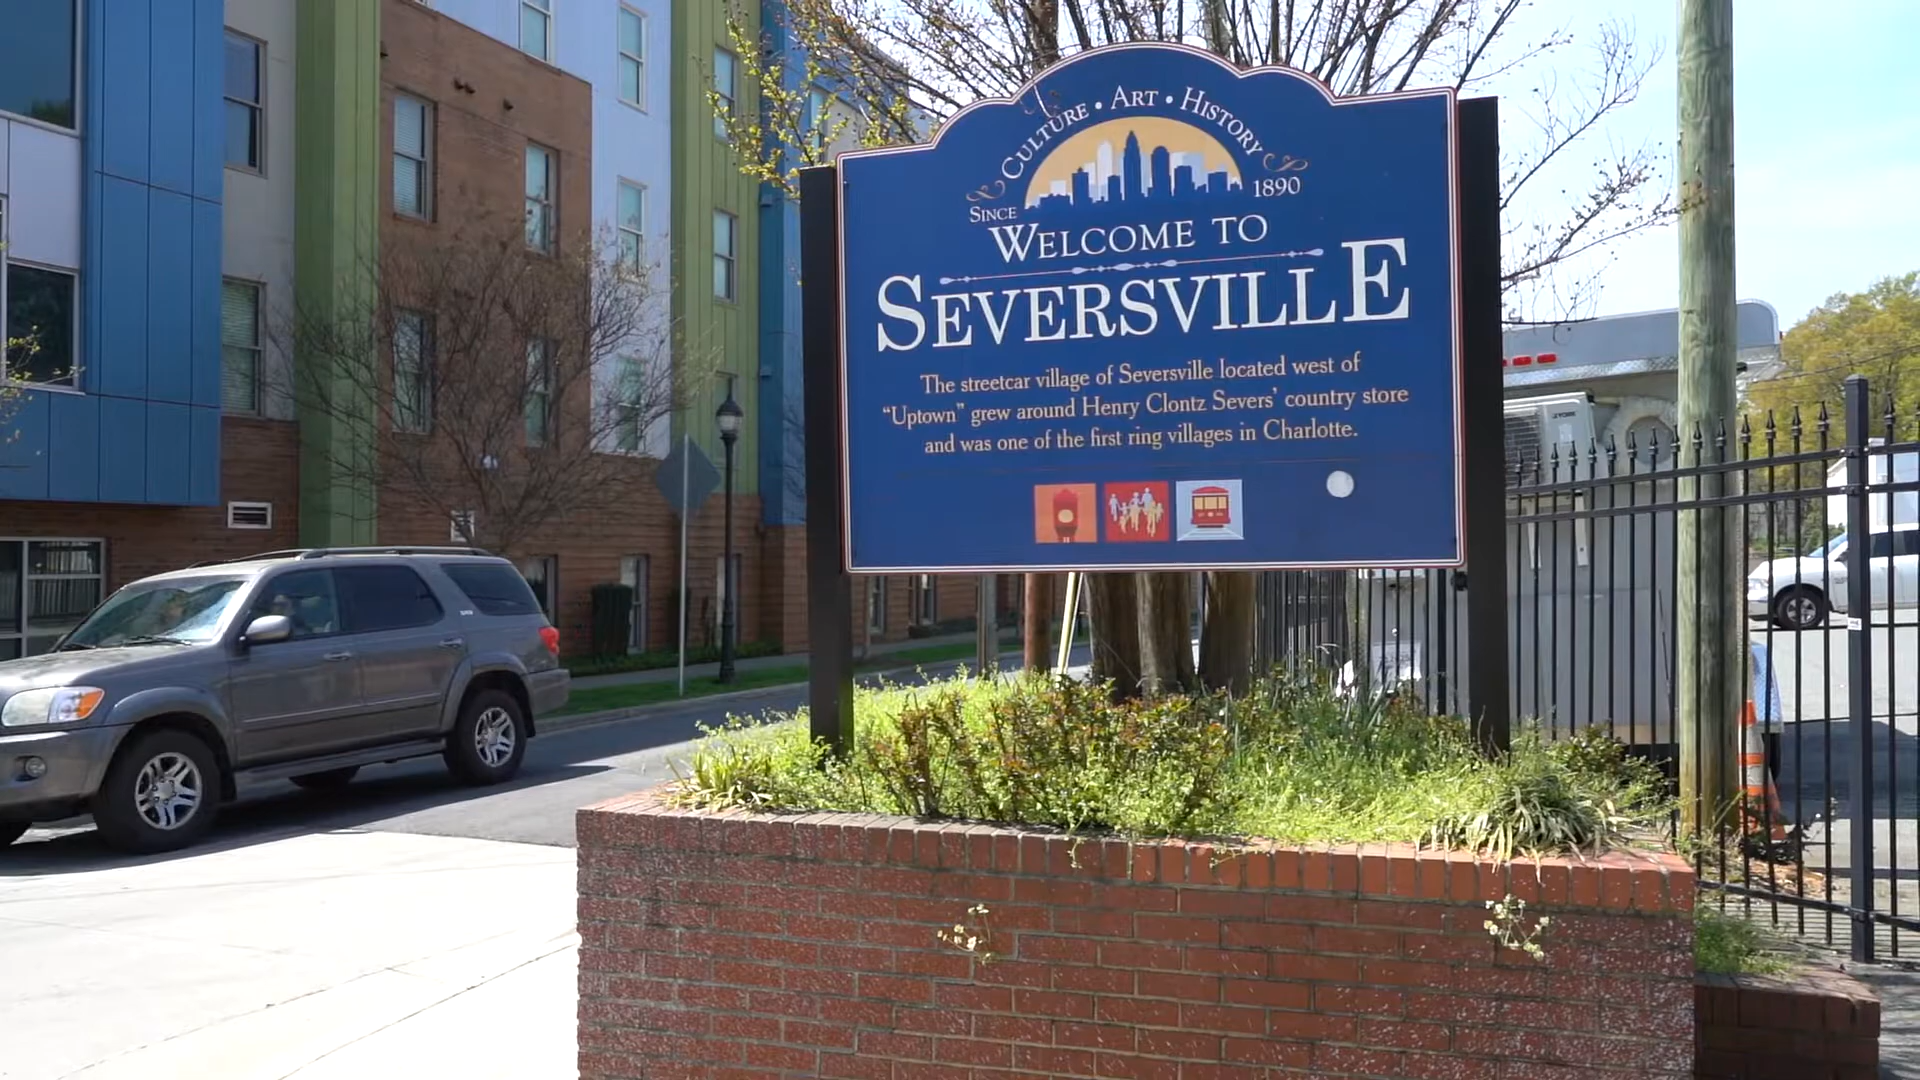 Culture • Art • History
Since 1890
Welcome to
Seversville
The streetcar village of Seversville located west of
“Uptown” grew around Henry Clontz Severs’ country store
and was one of the first ring villages in Charlotte.
YORK